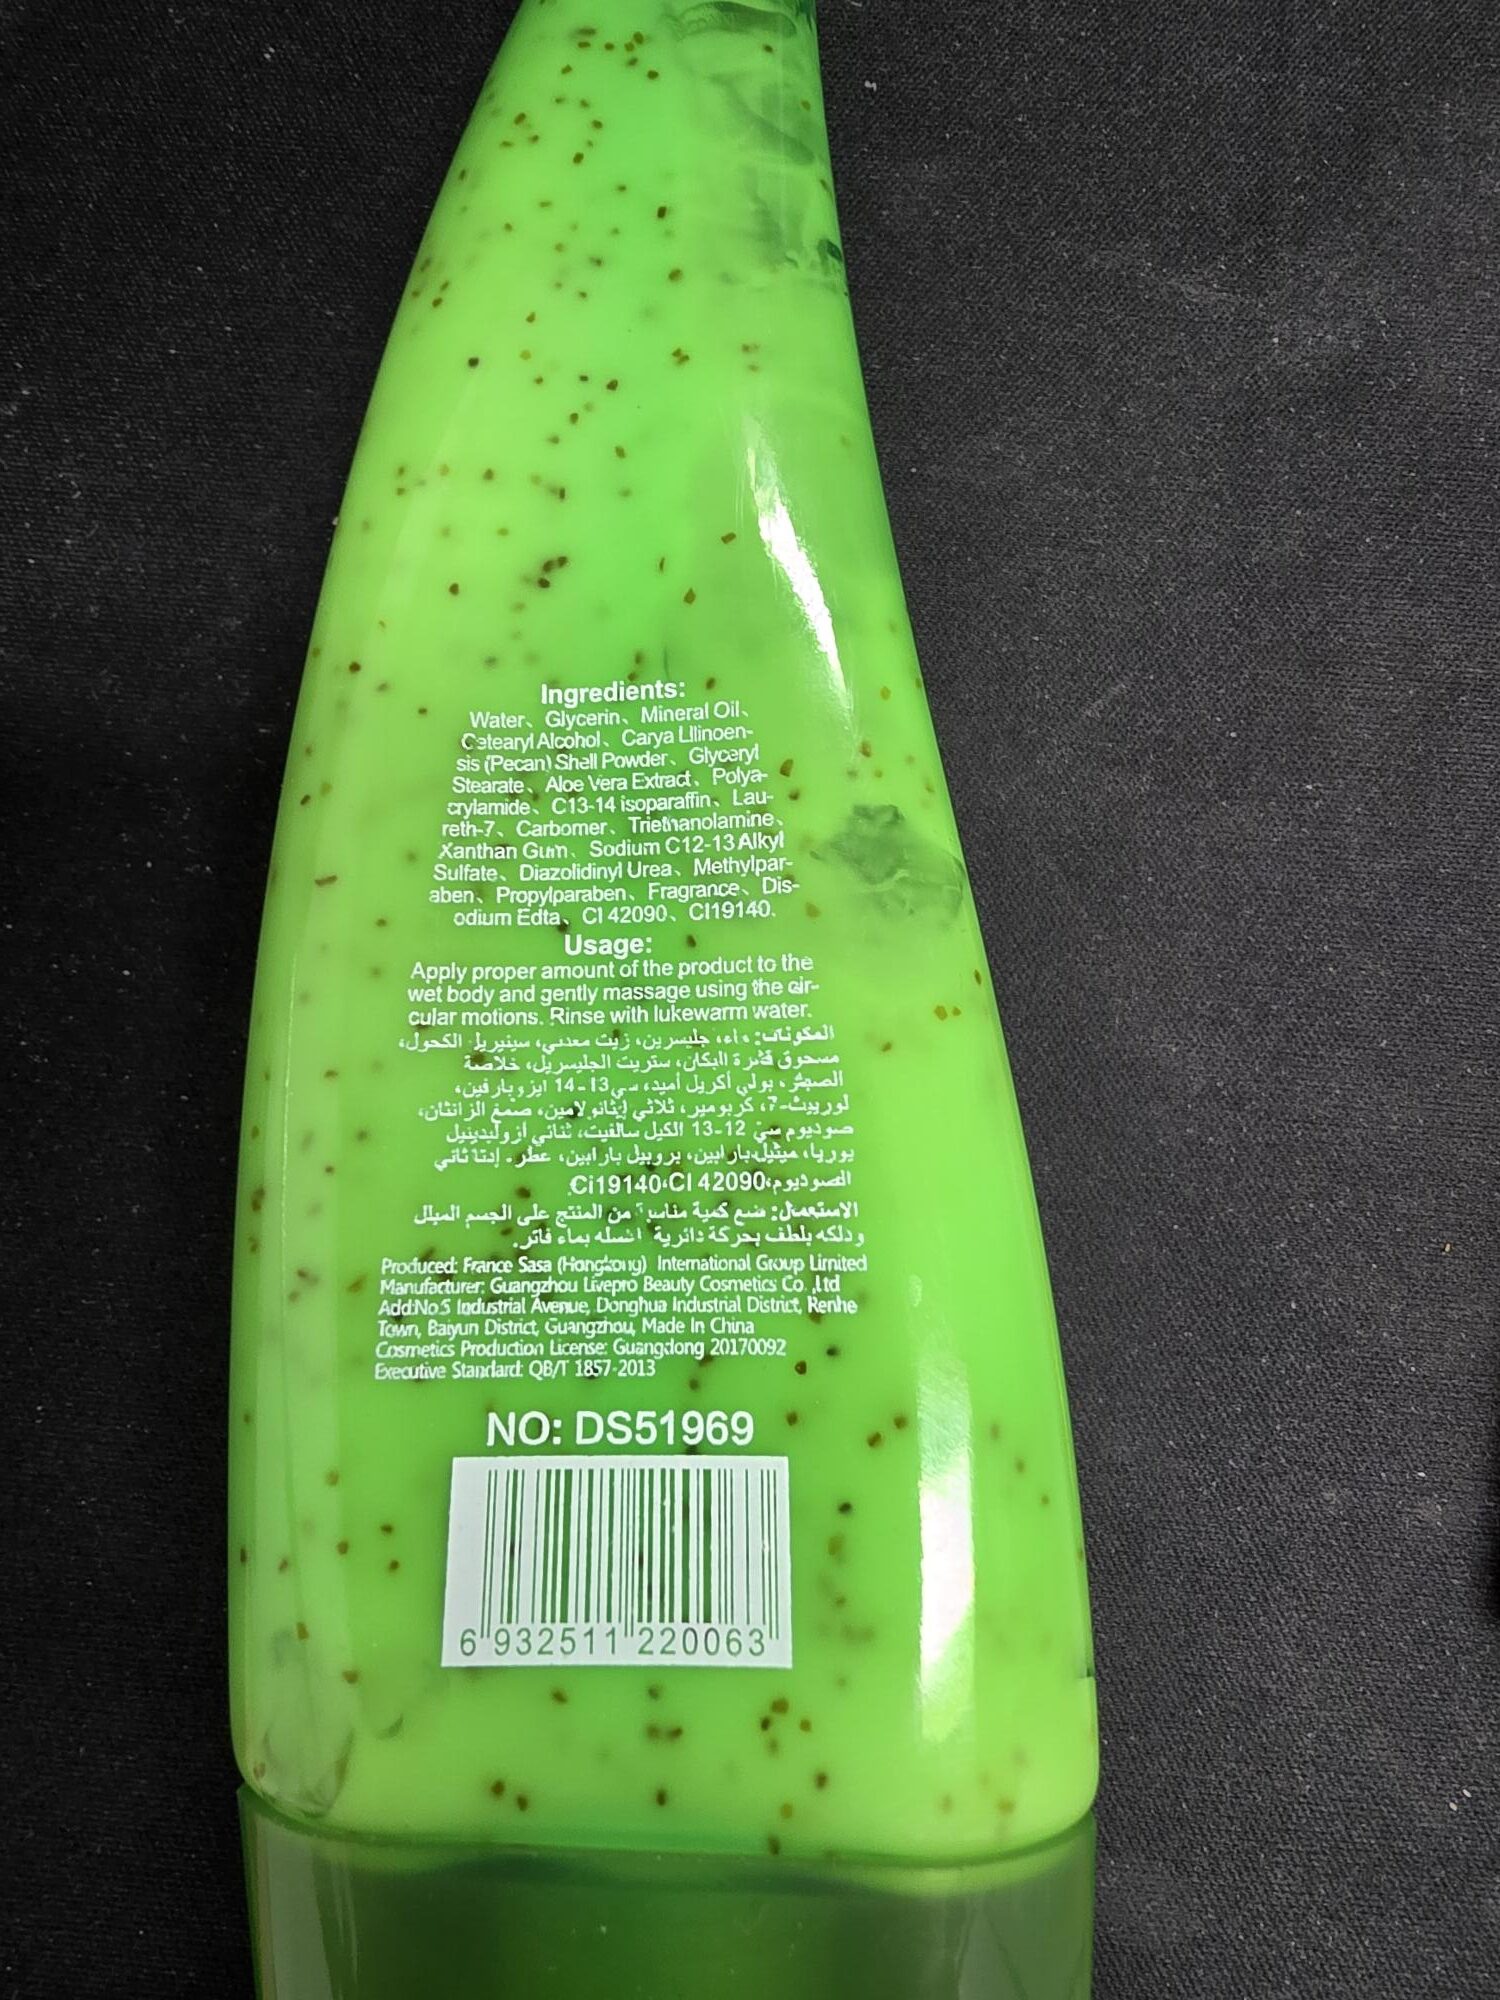 Ingredients:
Water、Glycerin、Mineral Oil、
Cetearyl Alcohol、Carya Lllinoen-
sis (Pecan) Shell Powder、Glyceryl
Stearate、Aloe Vera Extract、Polya-
crylamide、C13-14 isoparaffin、Lau-
reth-7、Carbomer、Triethanolamine、
Xanthan Gum、Sodium C12-13 Alkyl
Sulfate、Diazolidinyl Urea、Methylpar-
aben、Propylparaben、Fragrance、Dis-
odium Edta、CI 42090、CI19140.
Usage:
Apply proper amount of the product to the
wet body and gently massage using the cir-
cular motions. Rinse with lukewarm water.
المكونات: ماء، جليسرين، زيت معدني، سيتيريل الكحول،
مسحوق قشرة البكان، ستريت الجليسريل، خلاصة
الصبار، بولي أكريل أميد، سي13-14 ايزوبارفين،
لورييث-7، كربومير، ثلاثي إيثانولامين، صمغ الزانثان،
صوديوم سي 12-13 الكيل سالفيت، ثنائي أزوليدينيل
يوريا، ميثيل بارابين، بروبيل بارابين، عطر، إدتا ثاني
الصوديوم، CI 42090، Ci19140.
الاستعمال: ضع كمية مناسبة من المنتج على الجسم المبلل
ودلكه بلطف بحركة دائرية اغسله بماء فاتر.
Produced: France Sasa (Hongkong) International Group Limited
Manufacturer: Guangzhou Livepro Beauty Cosmetics Co.,Ltd
Add:No.5 Industrial Avenue, Donghua Industrial District, Renhe
Town, Baiyun District, Guangzhou, Made In China
Cosmetics Production License: Guangdong 20170092
Executive Standard: QB/T 1857-2013
NO: DS51969
6 932511 220063